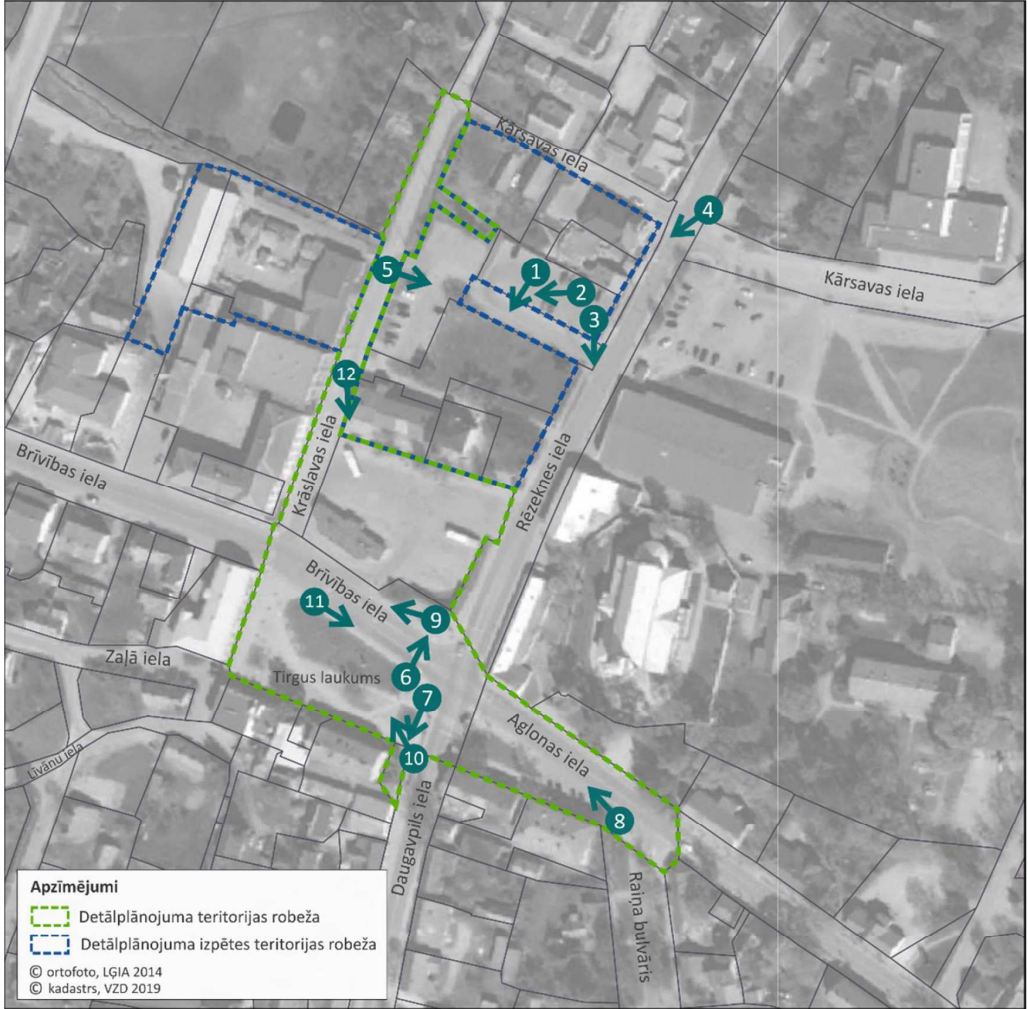 Kārsavas iela
4
Kārsavas iela
5
1
2
3
12
Krāslavas iela
Rēzeknes iela
Brīvības iela
Brīvības iela
11
9
Zaļā iela
Tirgus laukums
6
7
Aglonas iela
Līvānu iela
10
8
Daugavpils iela
Raiņa bulvāris
Apzīmējumi
Detālplānojuma teritorijas robeža
Detālplānojuma izpētes teritorijas robeža
© ortofoto, LĢIA 2014
© kadastrs, VZD 2019